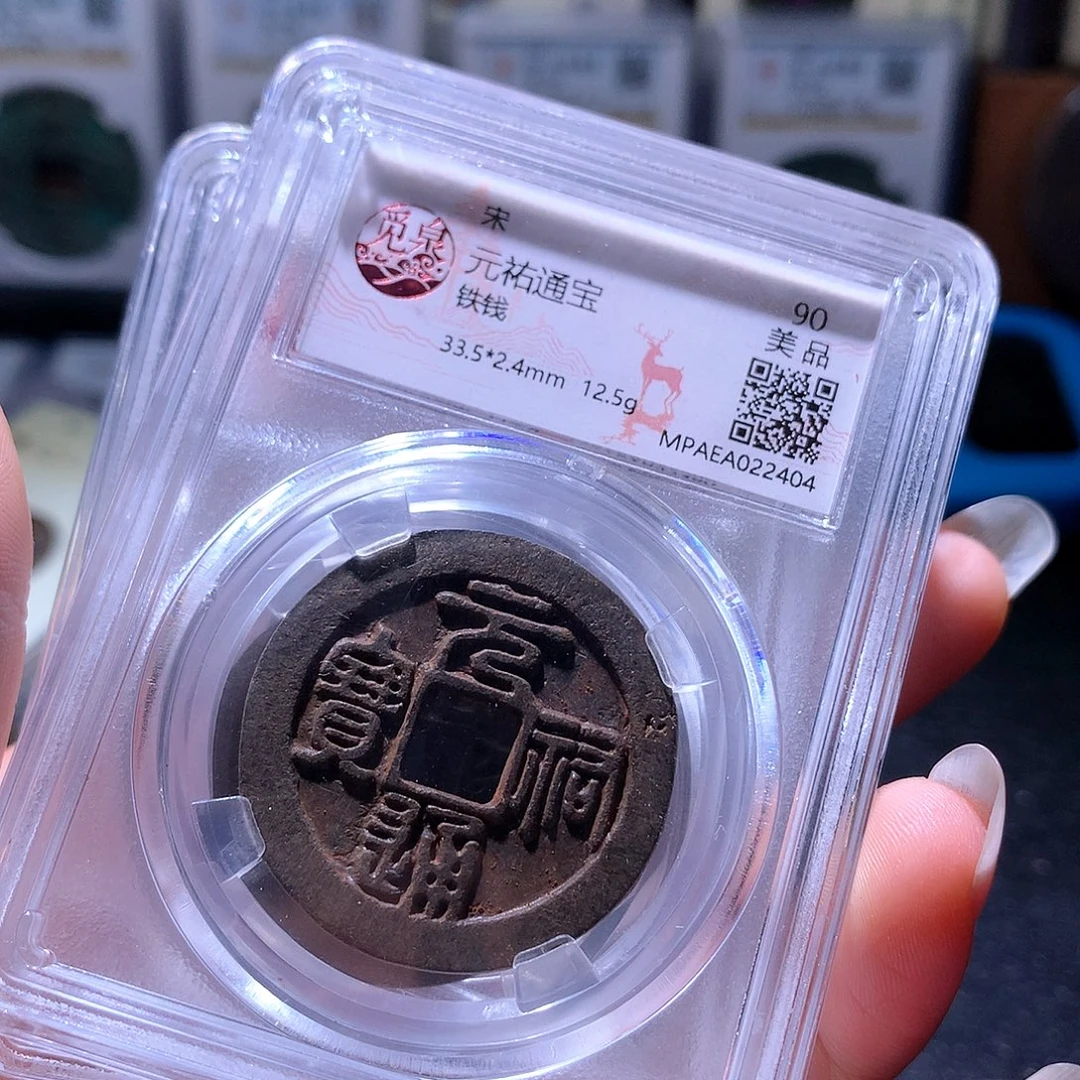 觅泉
宋
元祐通宝
铁钱
33.5*2.4mm 12.5g
90
美品
MPAEA022404
元祐通寶